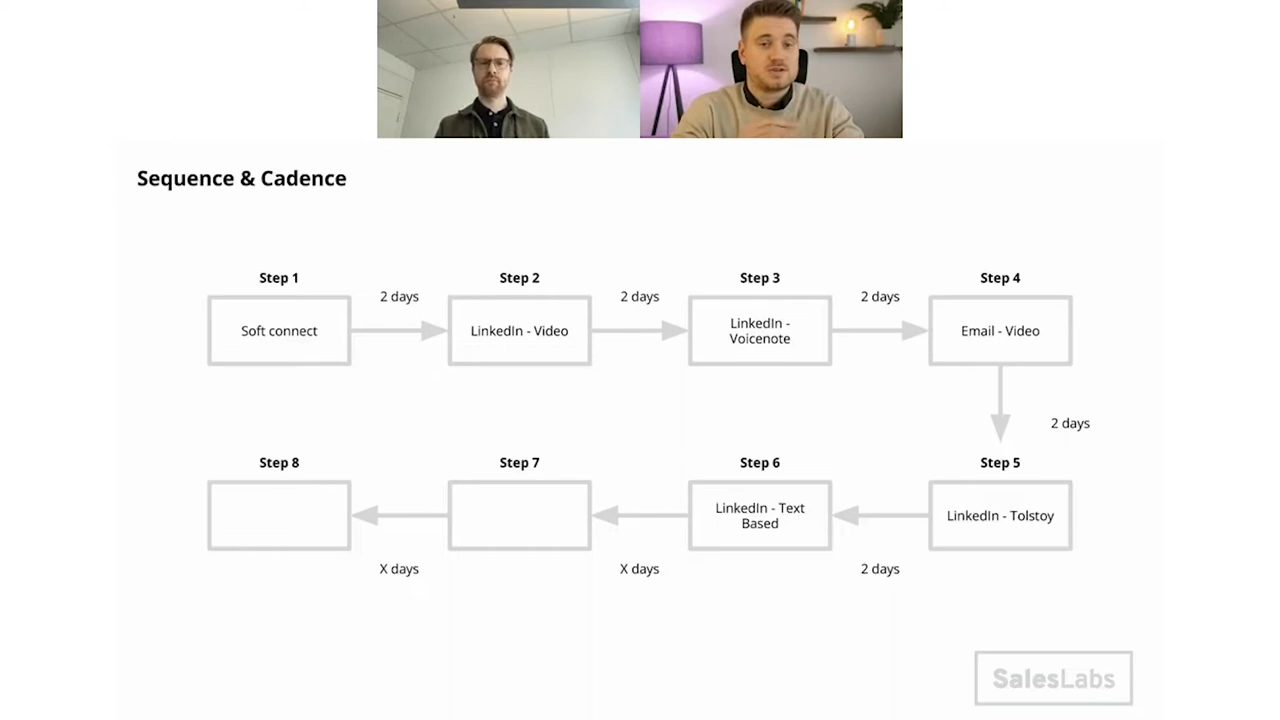 Sequence & Cadence
Step 1
Step 2
Step 3
Step 4
2 days
2 days
2 days
Soft connect
LinkedIn - Video
LinkedIn -
Voicenote
Email - Video
2 days
Step 8
Step 7
Step 6
Step 5
LinkedIn - Text
Based
LinkedIn - Tolstoy
X days
X days
2 days
SalesLabs